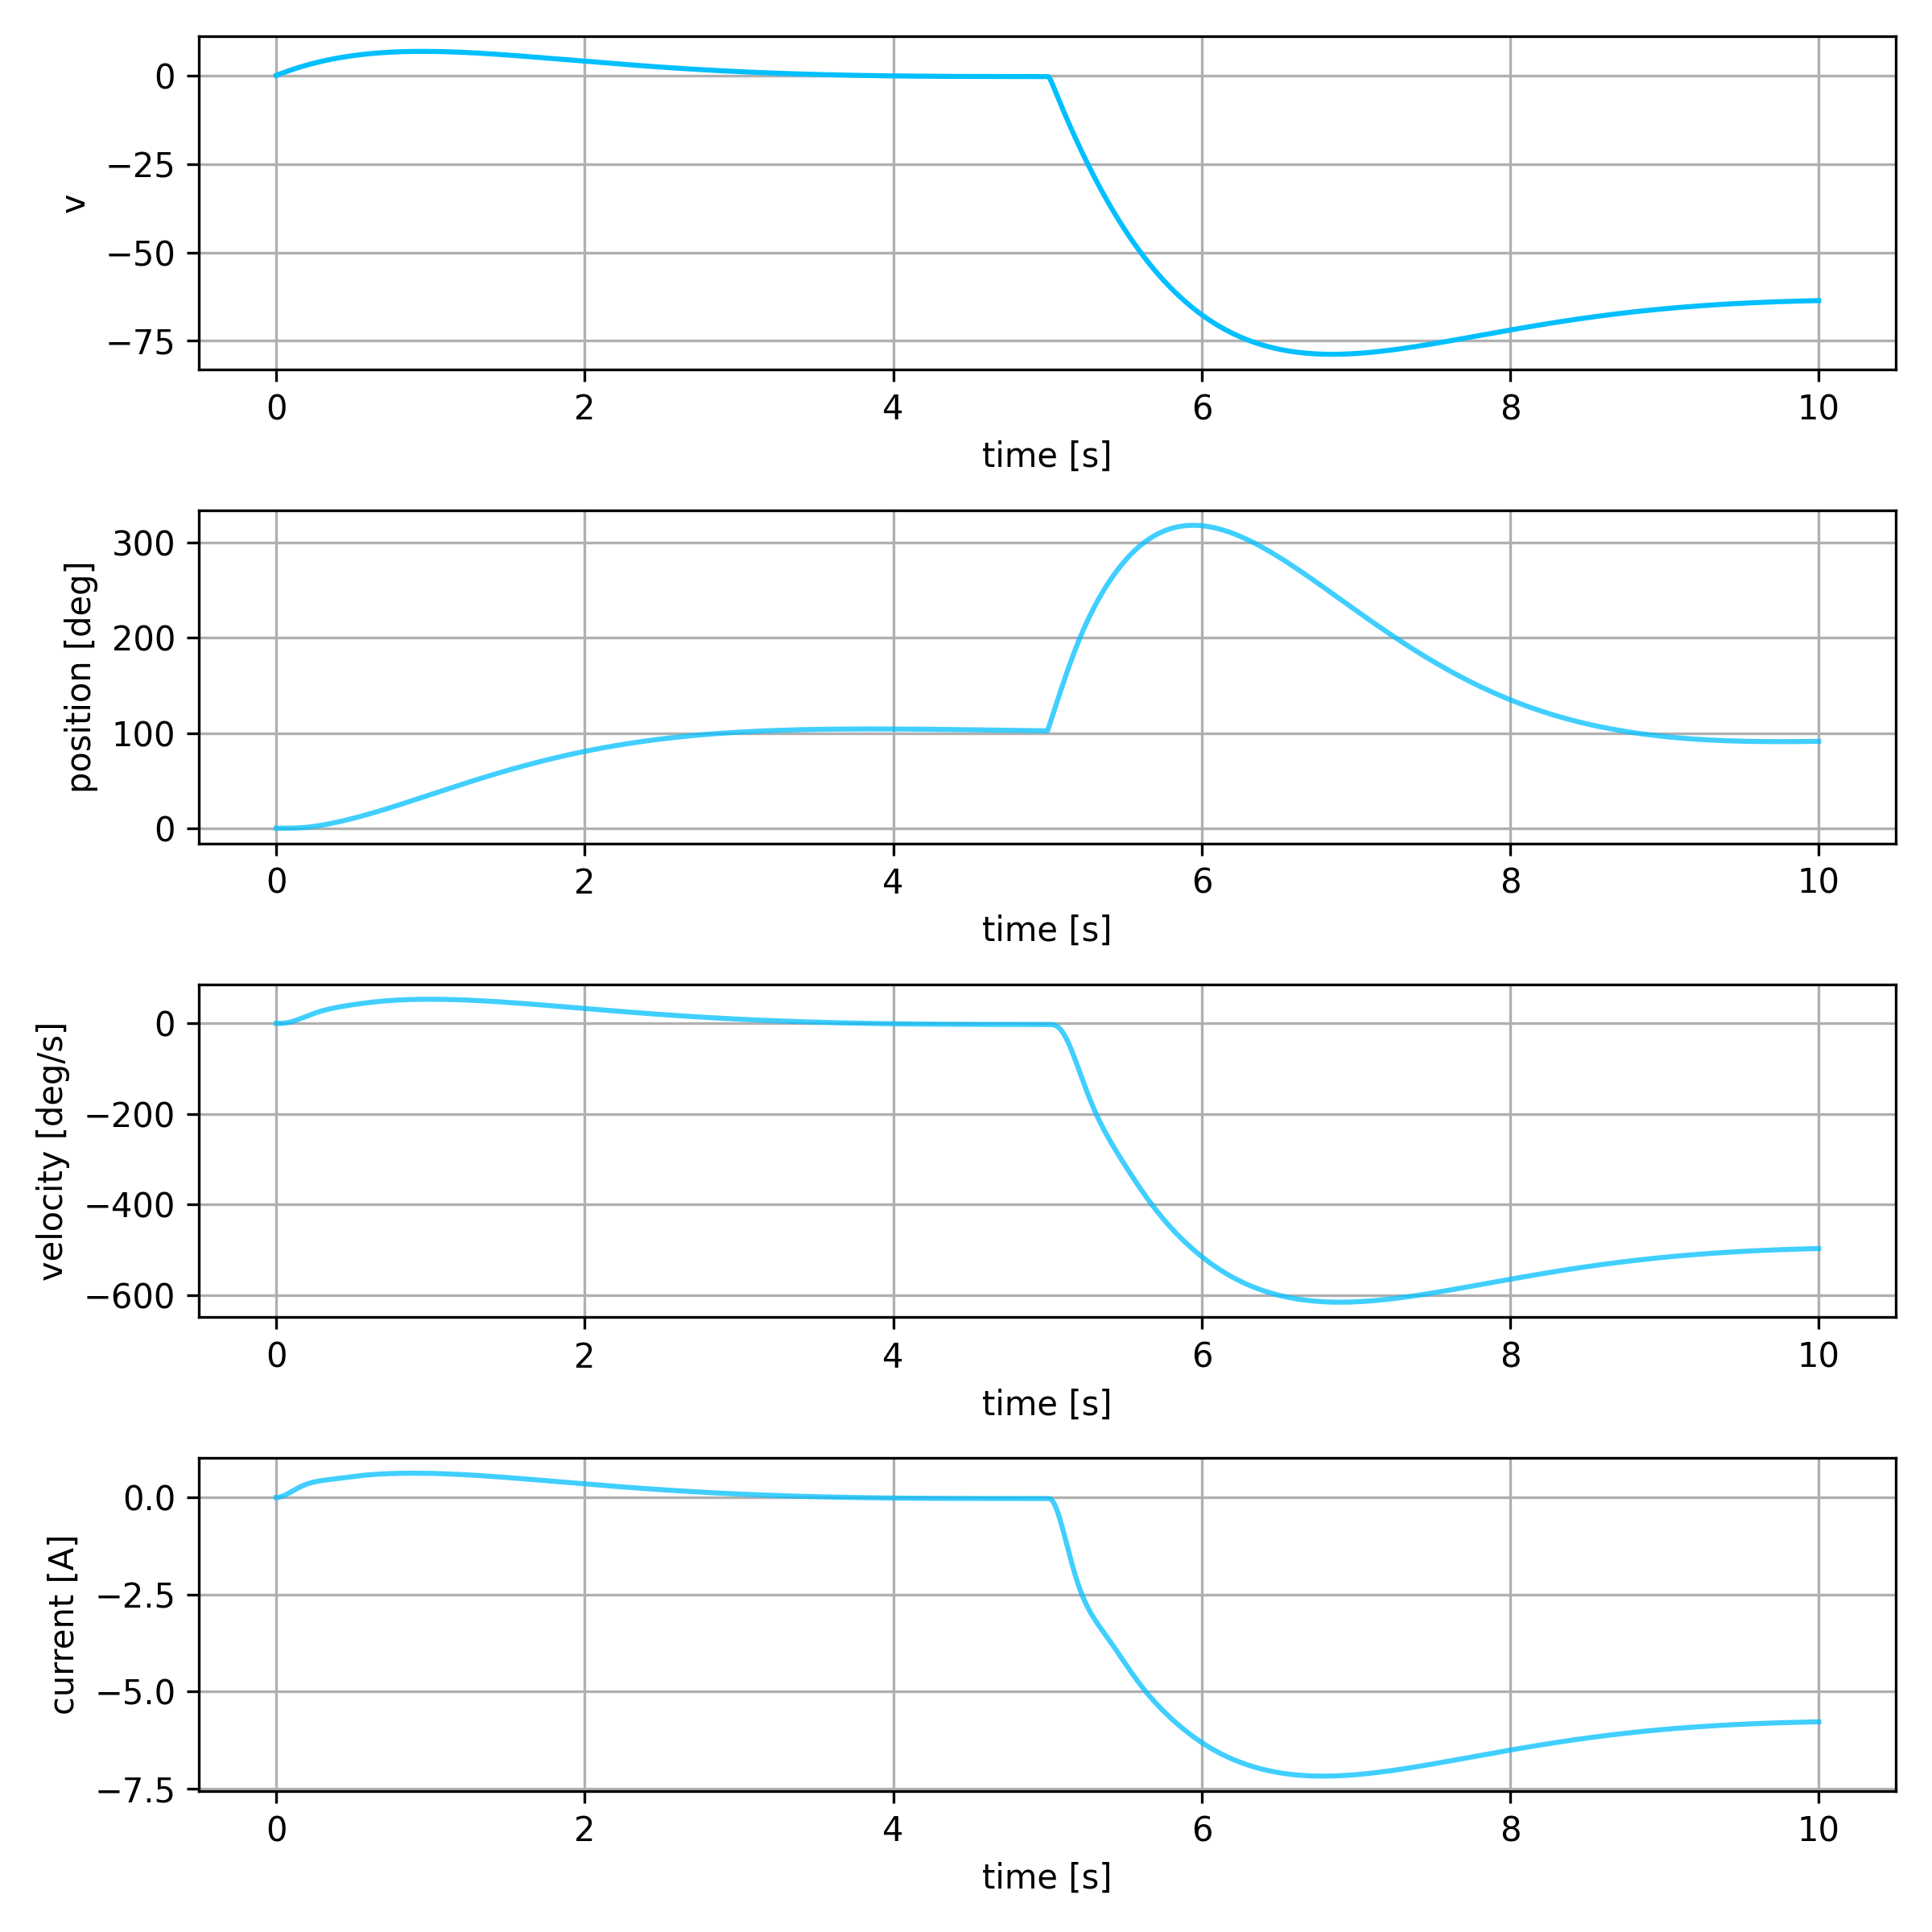 v
0
−25
−50
−75
0 2 4 6 8 10
time [s]
position [deg]
300
200
100
0
0 2 4 6 8 10
time [s]
velocity [deg/s]
0
−200
−400
−600
0 2 4 6 8 10
time [s]
current [A]
0.0
−2.5
−5.0
−7.5
0 2 4 6 8 10
time [s]